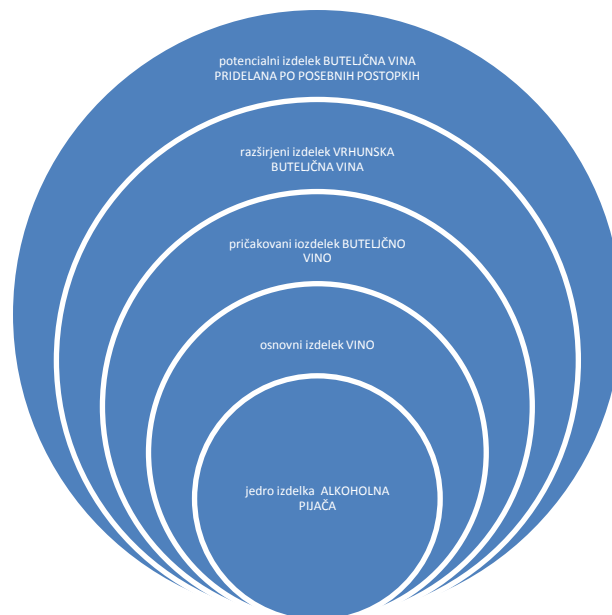 potencialni izdelek BUTELJČNA VINA
PRIDELANA PO POSEBNIH POSTOPKIH
razširjeni izdelek VRHUNSKA
BUTELJČNA VINA
pričakovani iozdelek BUTELJČNO
VINO
osnovni izdelek VINO
jedro izdelka ALKOHOLNA
PIJAČA